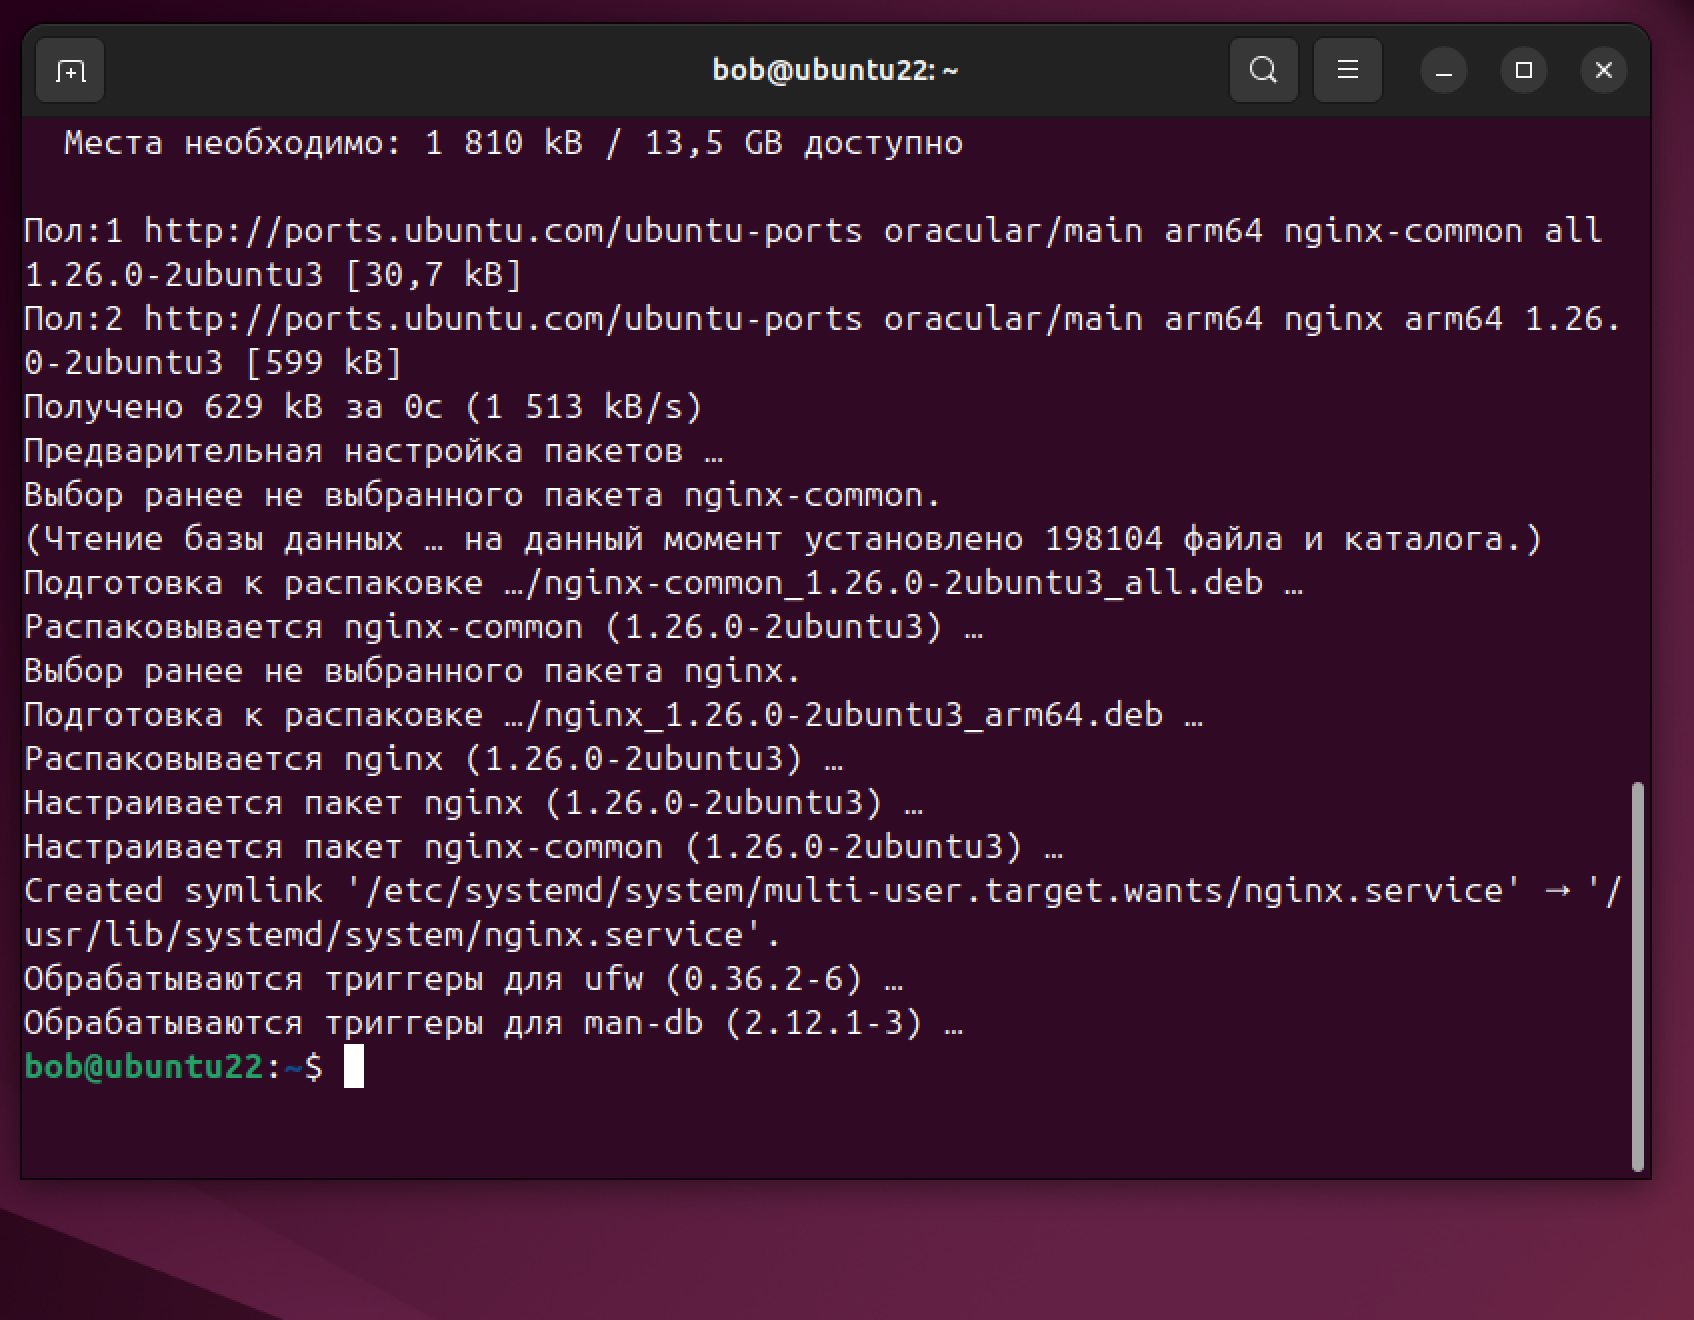 bob@ubuntu22: ~
Места необходимо: 1 810 kB / 13,5 GB доступно
Пол:1 http://ports.ubuntu.com/ubuntu-ports oracular/main arm64 nginx-common all
1.26.0-2ubuntu3 [30,7 kB]
Пол:2 http://ports.ubuntu.com/ubuntu-ports oracular/main arm64 nginx arm64 1.26.
0-2ubuntu3 [599 kB]
Получено 629 kB за 0с (1 513 kB/s)
Предварительная настройка пакетов …
Выбор ранее не выбранного пакета nginx-common.
(Чтение базы данных … на данный момент установлено 198104 файла и каталога.)
Подготовка к распаковке …/nginx-common_1.26.0-2ubuntu3_all.deb …
Распаковывается nginx-common (1.26.0-2ubuntu3) …
Выбор ранее не выбранного пакета nginx.
Подготовка к распаковке …/nginx_1.26.0-2ubuntu3_arm64.deb …
Распаковывается nginx (1.26.0-2ubuntu3) …
Настраивается пакет nginx (1.26.0-2ubuntu3) …
Настраивается пакет nginx-common (1.26.0-2ubuntu3) …
Created symlink '/etc/systemd/system/multi-user.target.wants/nginx.service' → '/
usr/lib/systemd/system/nginx.service'.
Обрабатываются триггеры для ufw (0.36.2-6) …
Обрабатываются триггеры для man-db (2.12.1-3) …
bob@ubuntu22:~$